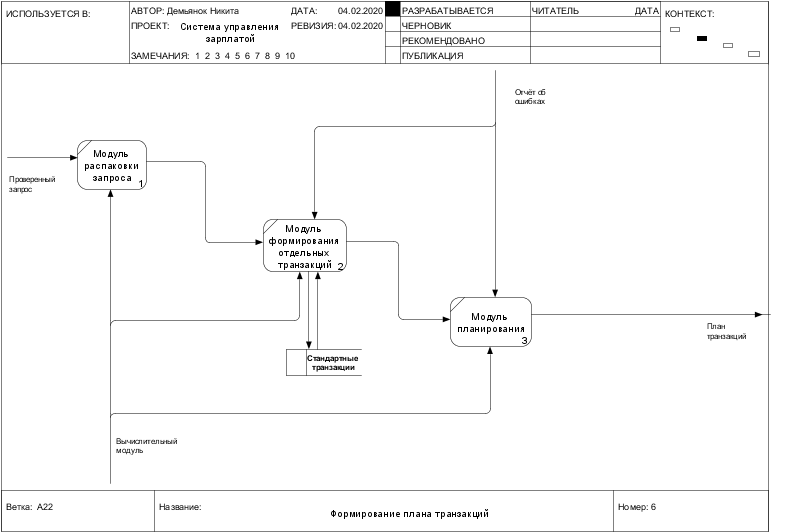 ИСПОЛЬЗУЕТСЯ В:
АВТОР: Демьянок Никита
ДАТА: 04.02.2020
ПРОЕКТ: Система управления
зарплатой
РЕВИЗИЯ: 04.02.2020
ЗАМЕЧАНИЯ: 1 2 3 4 5 6 7 8 9 10
РАЗРАБАТЫВАЕТСЯ
ЧЕРНОВИК
РЕКОМЕНДОВАНО
ПУБЛИКАЦИЯ
ЧИТАТЕЛЬ
ДАТА
КОНТЕКСТ:
Отчёт об
ошибках
Модуль
распаковки
запроса
1
Проверенный
запрос
Модуль
формирования
отдельных
транзакций
2
Модуль
планирования
3
План
транзакций
Стандартные
транзакции
Вычислительный
модуль
Ветка: A22
Название:
Формирование плана транзакций
Номер: 6